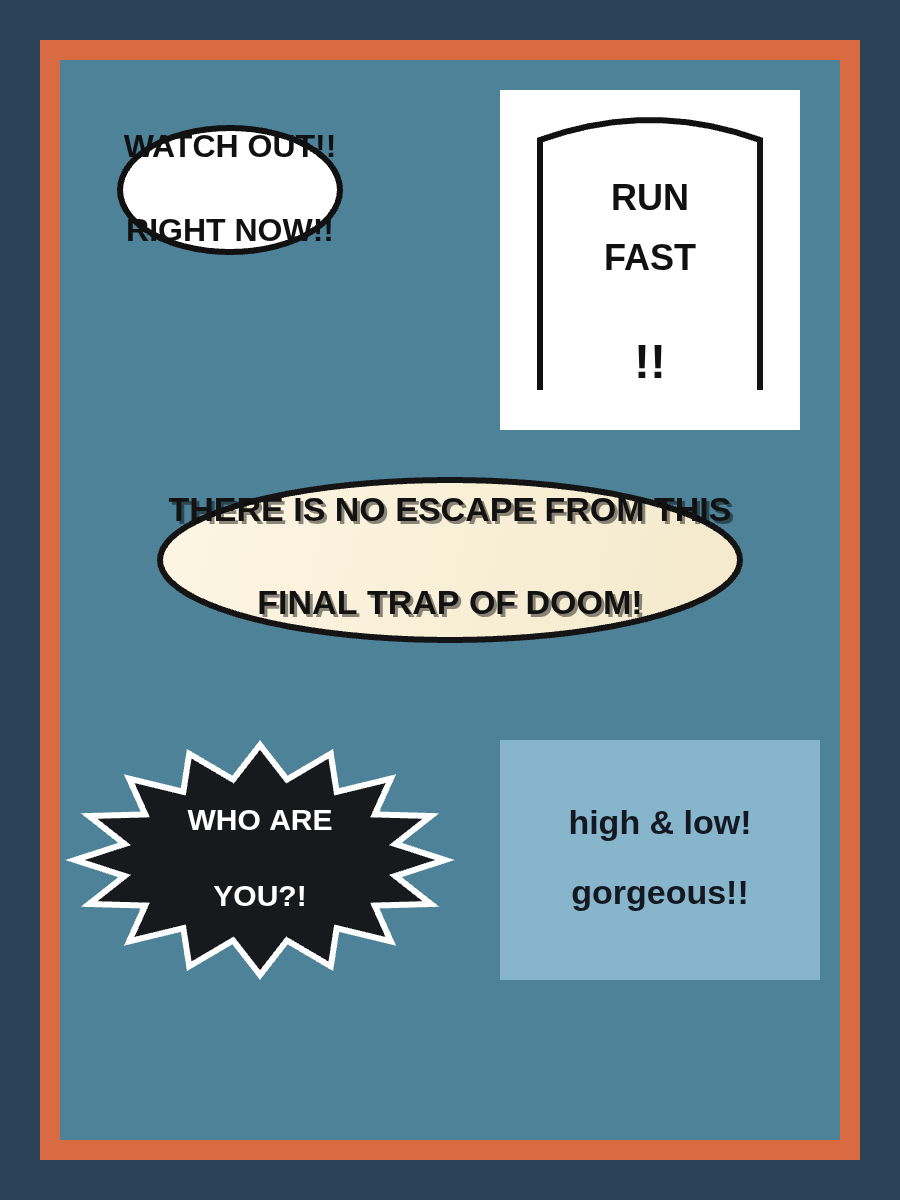 WATCH OUT!!
RIGHT NOW!!
RUN
FAST
!!
THERE IS NO ESCAPE FROM THIS
FINAL TRAP OF DOOM!
WHO ARE
YOU?!
high & low!
gorgeous!!